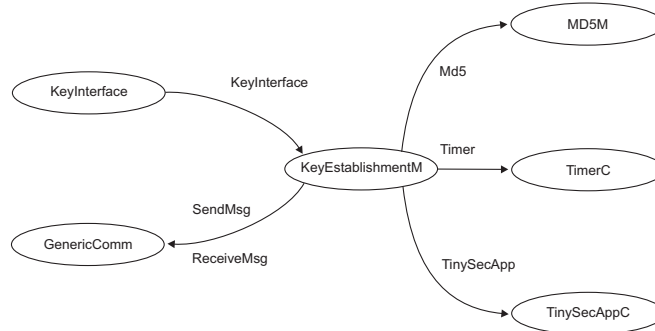 MD5M
Md5
KeyInterface
KeyInterface
Timer
KeyEstablishmentM
TimerC
SendMsg
GenericComm
ReceiveMsg
TinySecApp
TinySecAppC